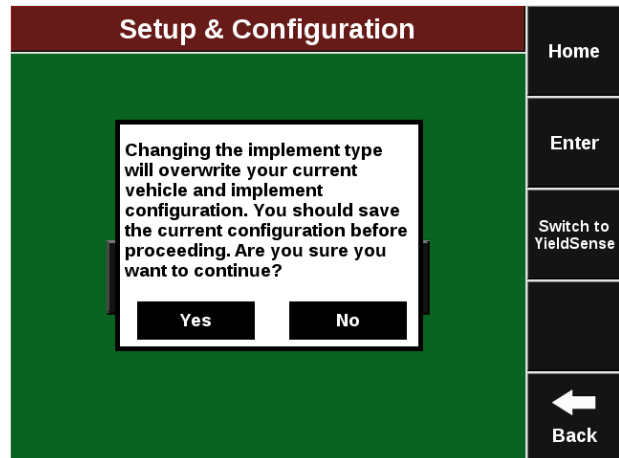 Setup & Configuration
Changing the implement type
will overwrite your current
vehicle and implement
configuration. You should save
the current configuration before
proceeding. Are you sure you
want to continue?
Yes
No
Home
Enter
Switch to
YieldSense
Back